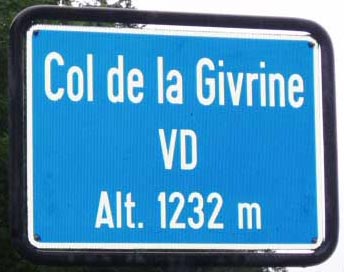 Col de la Givrine
VD
Alt. 1232 m